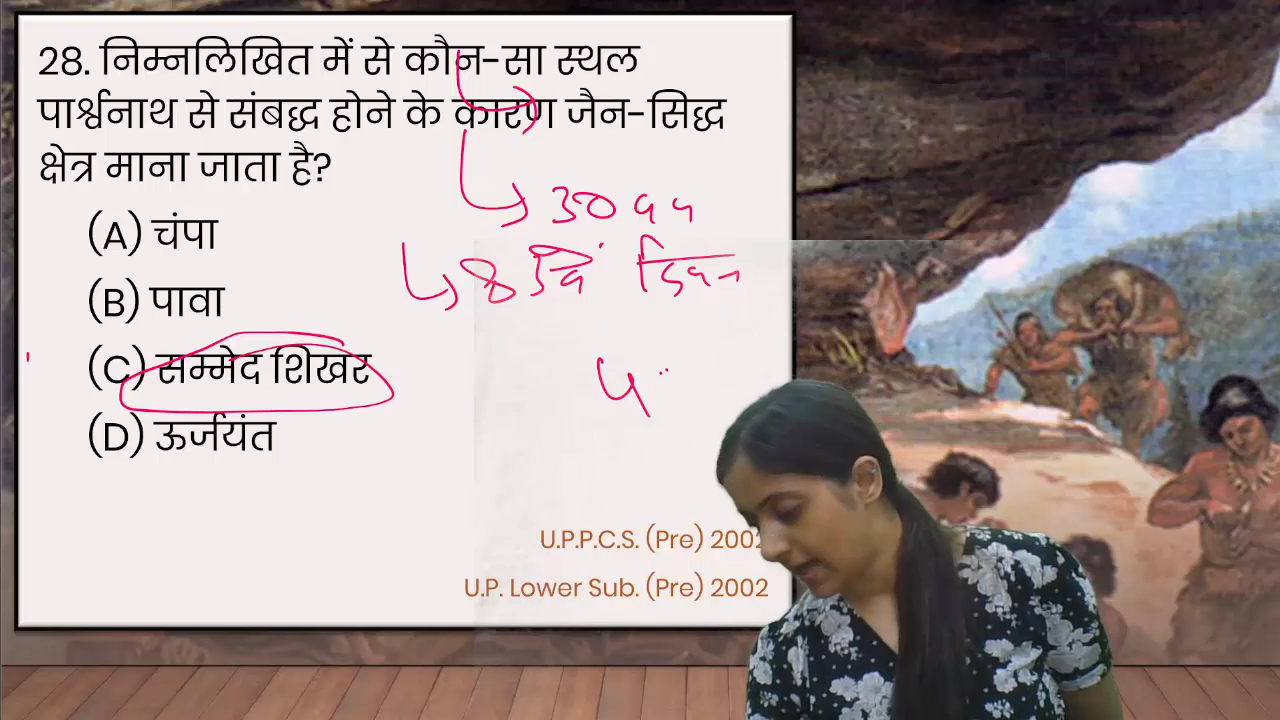 28. निम्नलिखित में से कौन-सा स्थल
पार्श्वनाथ से संबद्ध होने के कारण जैन-सिद्ध
क्षेत्र माना जाता है?
(A) चंपा
(B) पावा
(C) सम्मेद शिखर
(D) ऊर्जयंत
U.P.P.C.S. (Pre) 2002
U.P. Lower Sub. (Pre) 2002